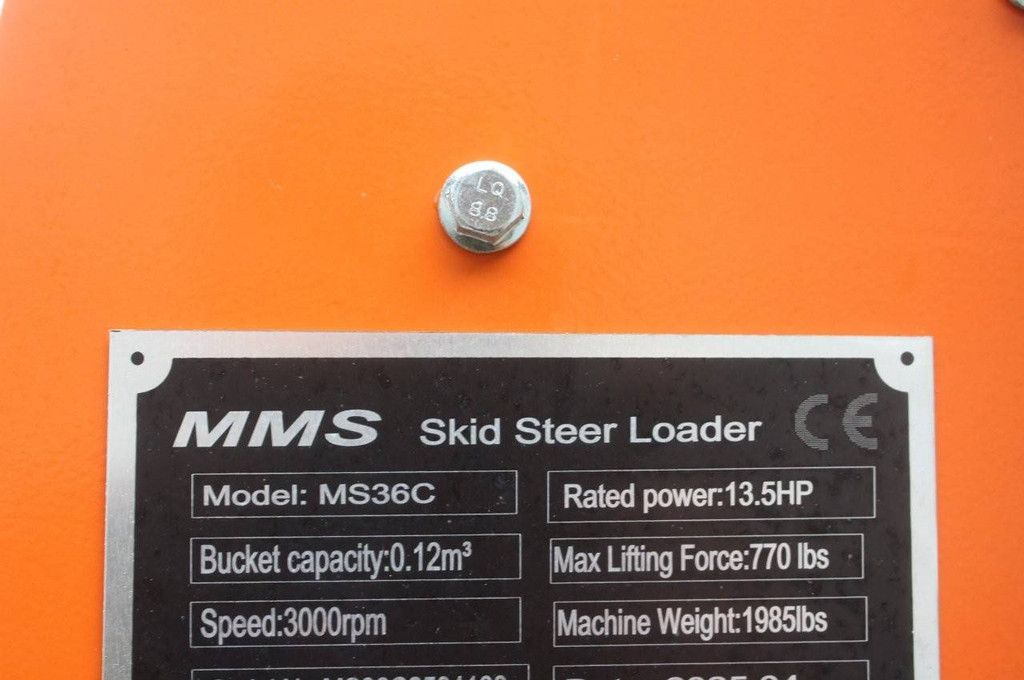 LQ
8.8
MMS Skid Steer Loader CE
Model: MS36C Rated power:13.5HP
Bucket capacity:0.12m³ Max Lifting Force:770 lbs
Speed:3000rpm Machine Weight:1985lbs